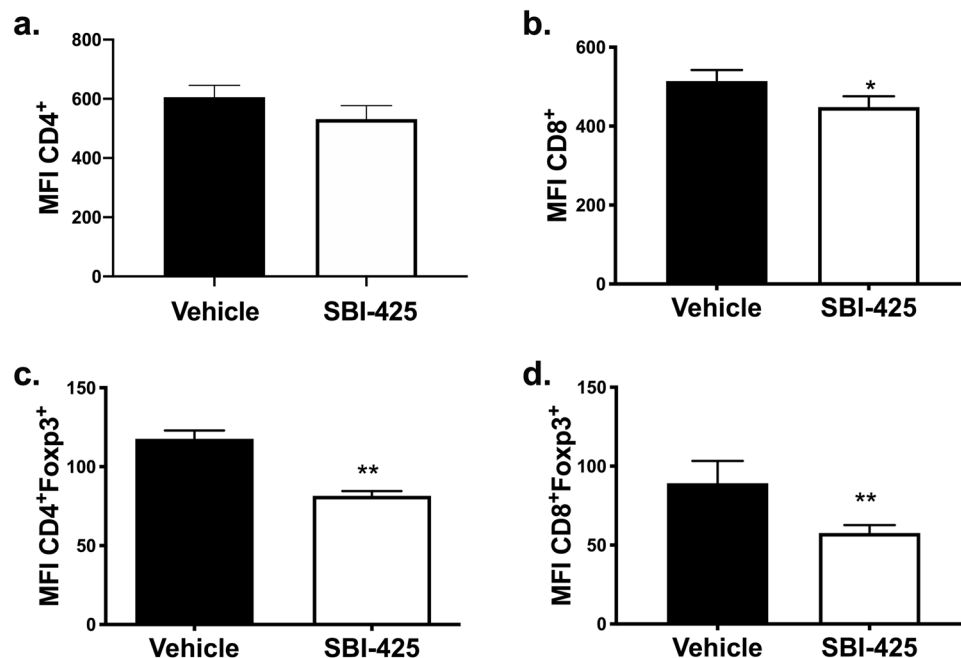 a.
MFI CD4+
800
600
400
200
0
Vehicle SBI-425
b.
MFI CD8+
600
400
200
0
*
Vehicle SBI-425
c.
MFI CD4+Foxp3+
150
100
50
0
**
Vehicle SBI-425
d.
MFI CD8+Foxp3+
150
100
50
0
**
Vehicle SBI-425